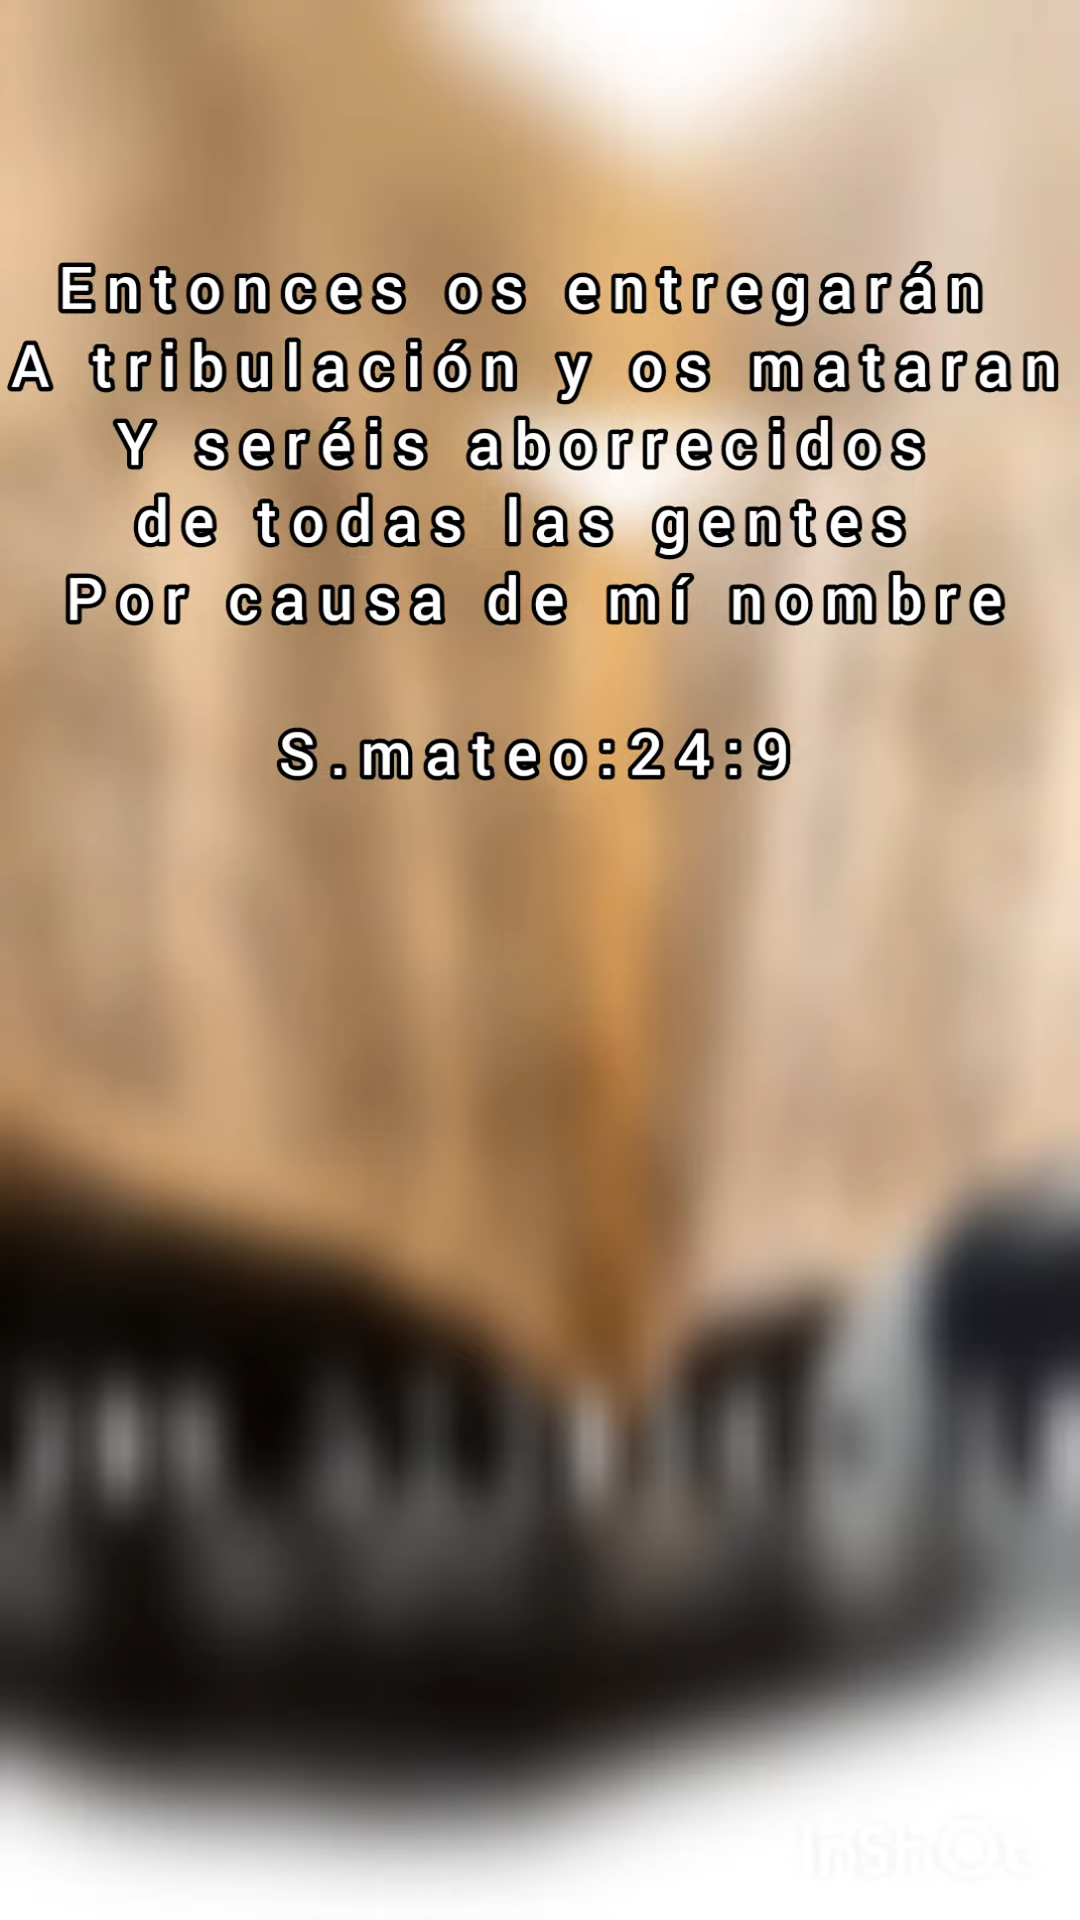 Entonces os entregarán
A tribulación y os mataran
Y seréis aborrecidos
de todas las gentes
Por causa de mí nombre
S.mateo:24:9
InShOt